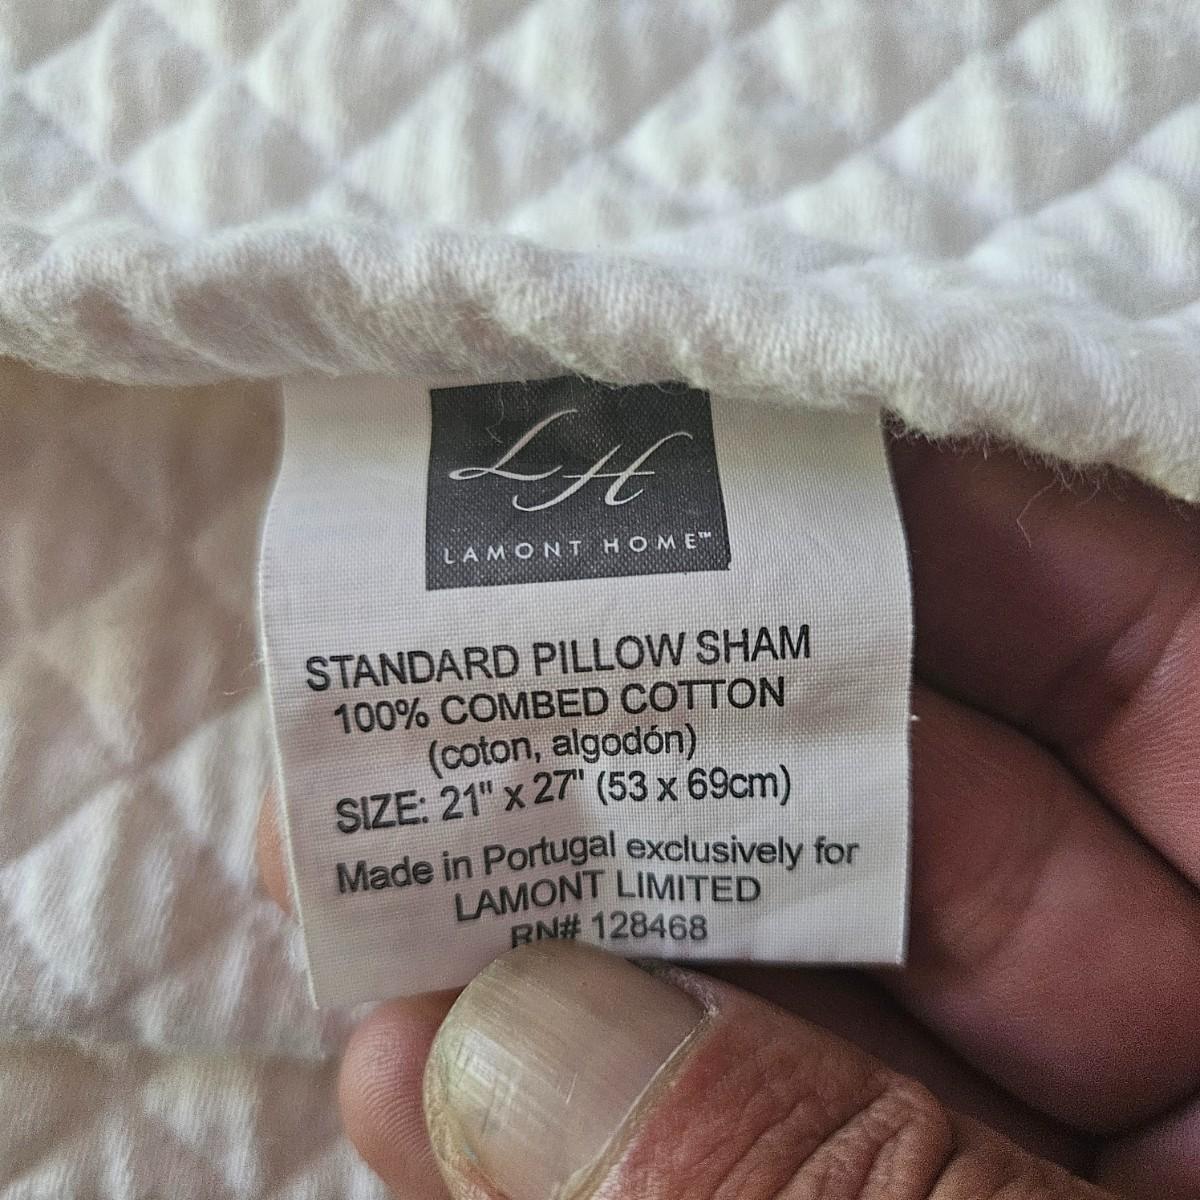 LH
LAMONT HOME™
STANDARD PILLOW SHAM
100% COMBED COTTON
(coton, algodón)
SIZE: 21" x 27" (53 x 69cm)
Made in Portugal exclusively for
LAMONT LIMITED
RN# 128468